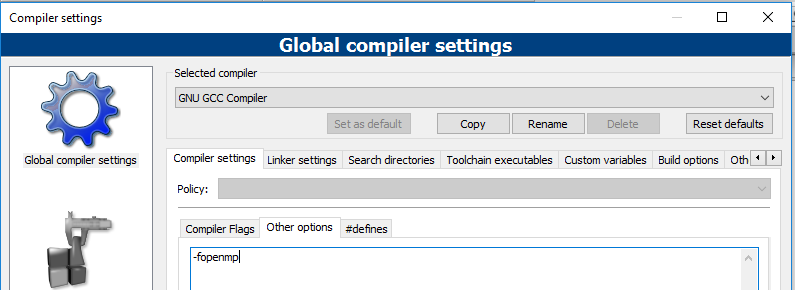 Compiler settings
Global compiler settings
Global compiler settings
Selected compiler
GNU GCC Compiler
Set as default Copy Rename Delete Reset defaults
Compiler settings Linker settings Search directories Toolchain executables Custom variables Build options Oth
Policy:
Compiler Flags Other options #defines
-fopenmp